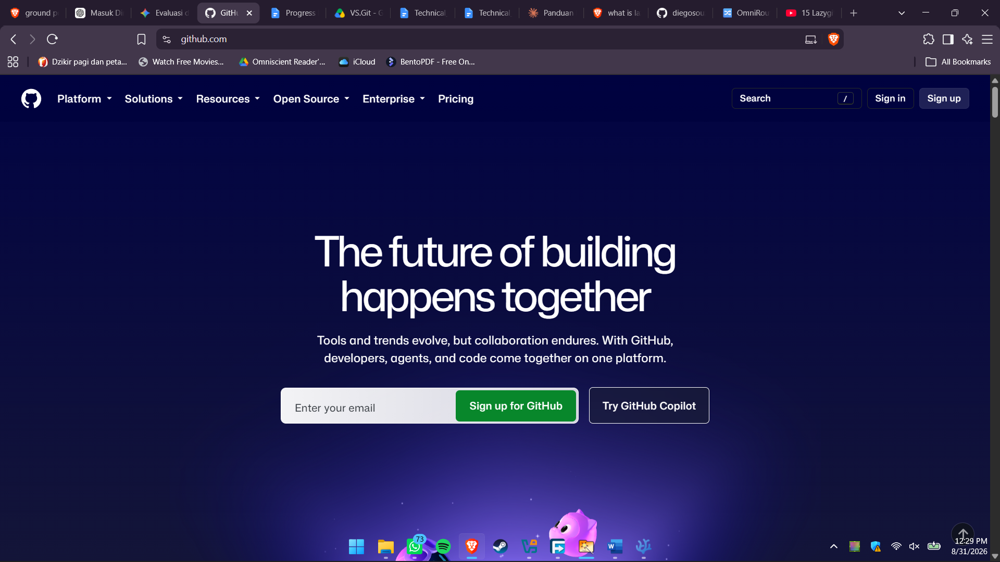 ground p
Masuk Di
Evaluasi d
GitHu
Progress
VS.Git - G
Technical
Technical
Panduan
what is la
diegosou
OmniRou
15 Lazygi
github.com
Dzikir pagi dan peta...
Watch Free Movies...
Omniscient Reader'...
iCloud
BentoPDF - Free On...
All Bookmarks
Platform
Solutions
Resources
Open Source
Enterprise
Pricing
Search
/
Sign in
Sign up
The future of building
happens together
Tools and trends evolve, but collaboration endures. With GitHub,
developers, agents, and code come together on one platform.
Enter your email
Sign up for GitHub
Try GitHub Copilot
73
12:29 PM
8/31/2026